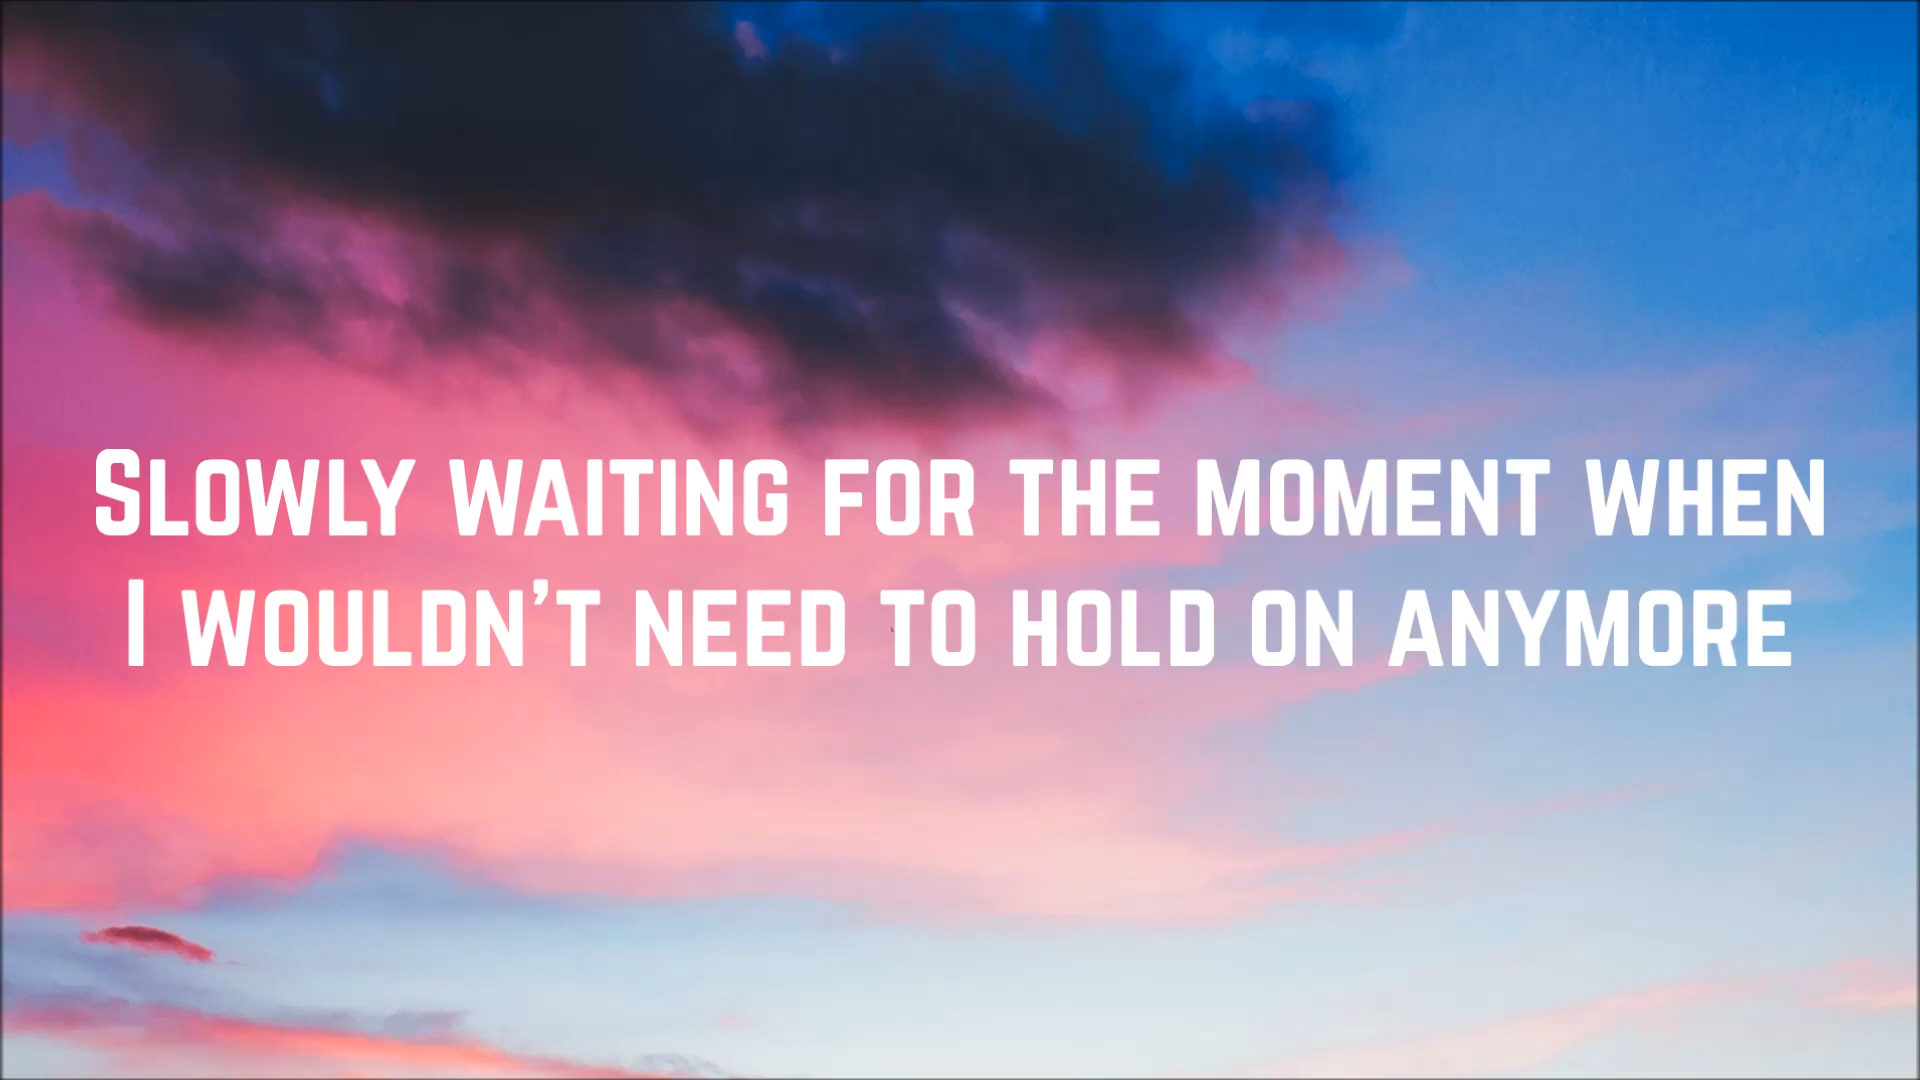 Slowly waiting for the moment when
I wouldn’t need to hold on anymore